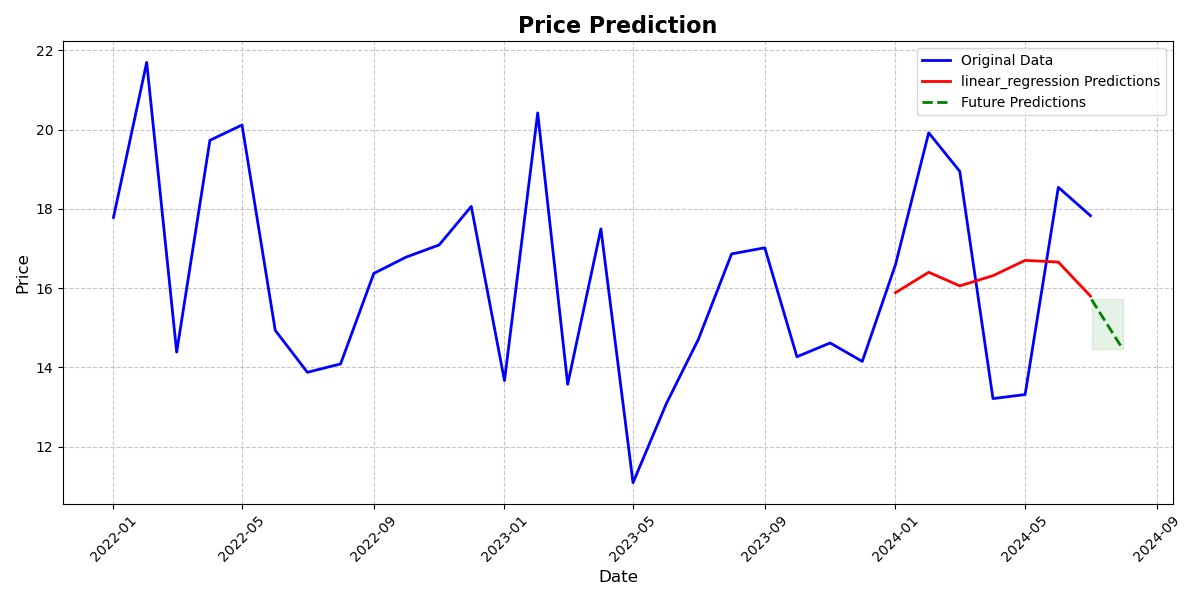 Price Prediction
Original Data
linear_regression Predictions
Future Predictions
Price
22
20
18
16
14
12
2022-01
2022-05
2022-09
2023-01
2023-05
2023-09
2024-01
2024-05
2024-09
Date